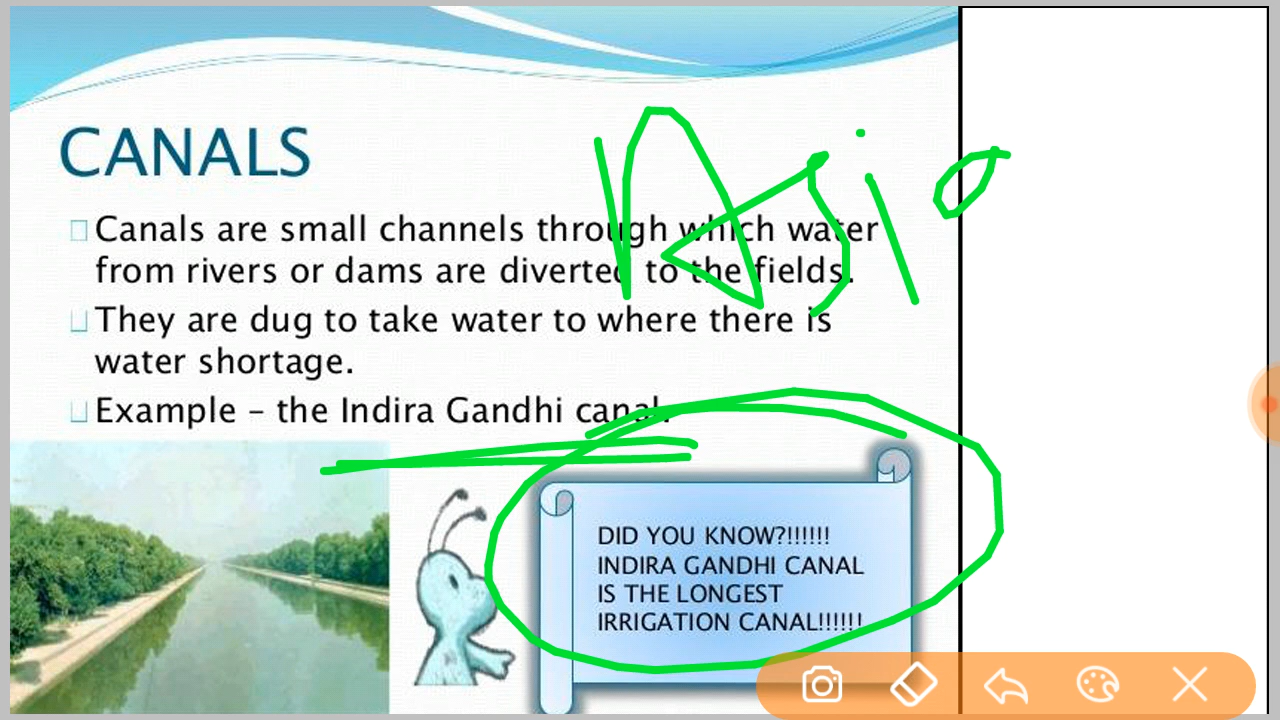 CANALS
Asia
Canals are small channels through which water
from rivers or dams are diverted to the fields.
They are dug to take water to where there is
water shortage.
Example – the Indira Gandhi canal.
DID YOU KNOW?!!!!!!
INDIRA GANDHI CANAL
IS THE LONGEST
IRRIGATION CANAL!!!!!!